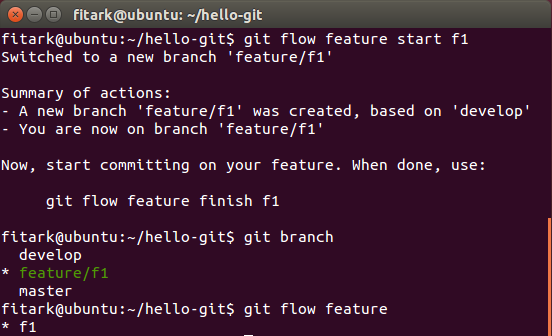 fitark@ubuntu: ~/hello-git
fitark@ubuntu:~/hello-git$ git flow feature start f1
Switched to a new branch 'feature/f1'

Summary of actions:
- A new branch 'feature/f1' was created, based on 'develop'
- You are now on branch 'feature/f1'

Now, start committing on your feature. When done, use:

     git flow feature finish f1

fitark@ubuntu:~/hello-git$ git branch
  develop
* feature/f1
  master
fitark@ubuntu:~/hello-git$ git flow feature
* f1